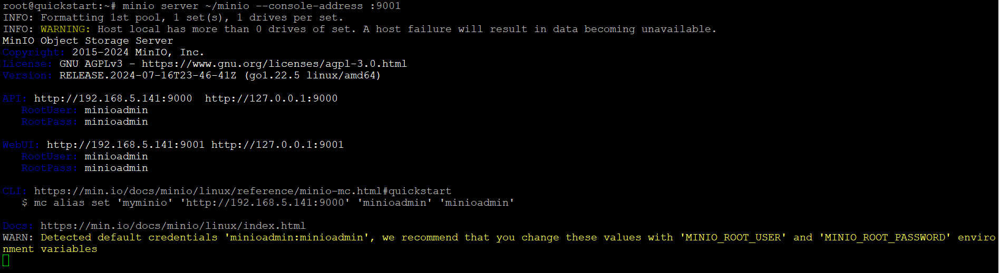 root@quickstart:~# minio server ~/minio --console-address :9001
INFO: Formatting 1st pool, 1 set(s), 1 drives per set.
INFO: WARNING: Host local has more than 0 drives of set. A host failure will result in data becoming unavailable.
MinIO Object Storage Server
Copyright: 2015-2024 MinIO, Inc.
License: GNU AGPLv3 - https://www.gnu.org/licenses/agpl-3.0.html
Version: RELEASE.2024-07-16T23-46-41Z (go1.22.5 linux/amd64)

API: http://192.168.5.141:9000  http://127.0.0.1:9000
   RootUser: minioadmin
   RootPass: minioadmin

WebUI: http://192.168.5.141:9001 http://127.0.0.1:9001
   RootUser: minioadmin
   RootPass: minioadmin

CLI: https://min.io/docs/minio/linux/reference/minio-mc.html#quickstart
   $ mc alias set 'myminio' 'http://192.168.5.141:9000' 'minioadmin' 'minioadmin'

Docs: https://min.io/docs/minio/linux/index.html
WARN: Detected default credentials 'minioadmin:minioadmin', we recommend that you change these values with 'MINIO_ROOT_USER' and 'MINIO_ROOT_PASSWORD' enviro
nment variables